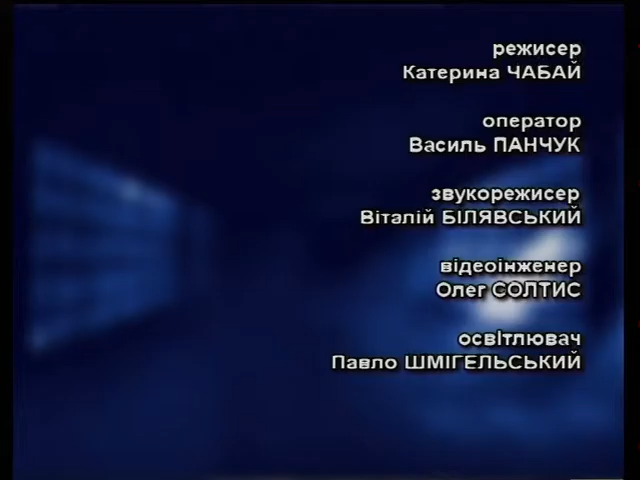 режисер
Катерина ЧАБАЙ
оператор
Василь ПАНЧУК
звукорежисер
Віталій БІЛЯВСЬКИЙ
відеоінженер
Олег СОЛТИС
освітлювач
Павло ШМІГЕЛЬСЬКИЙ